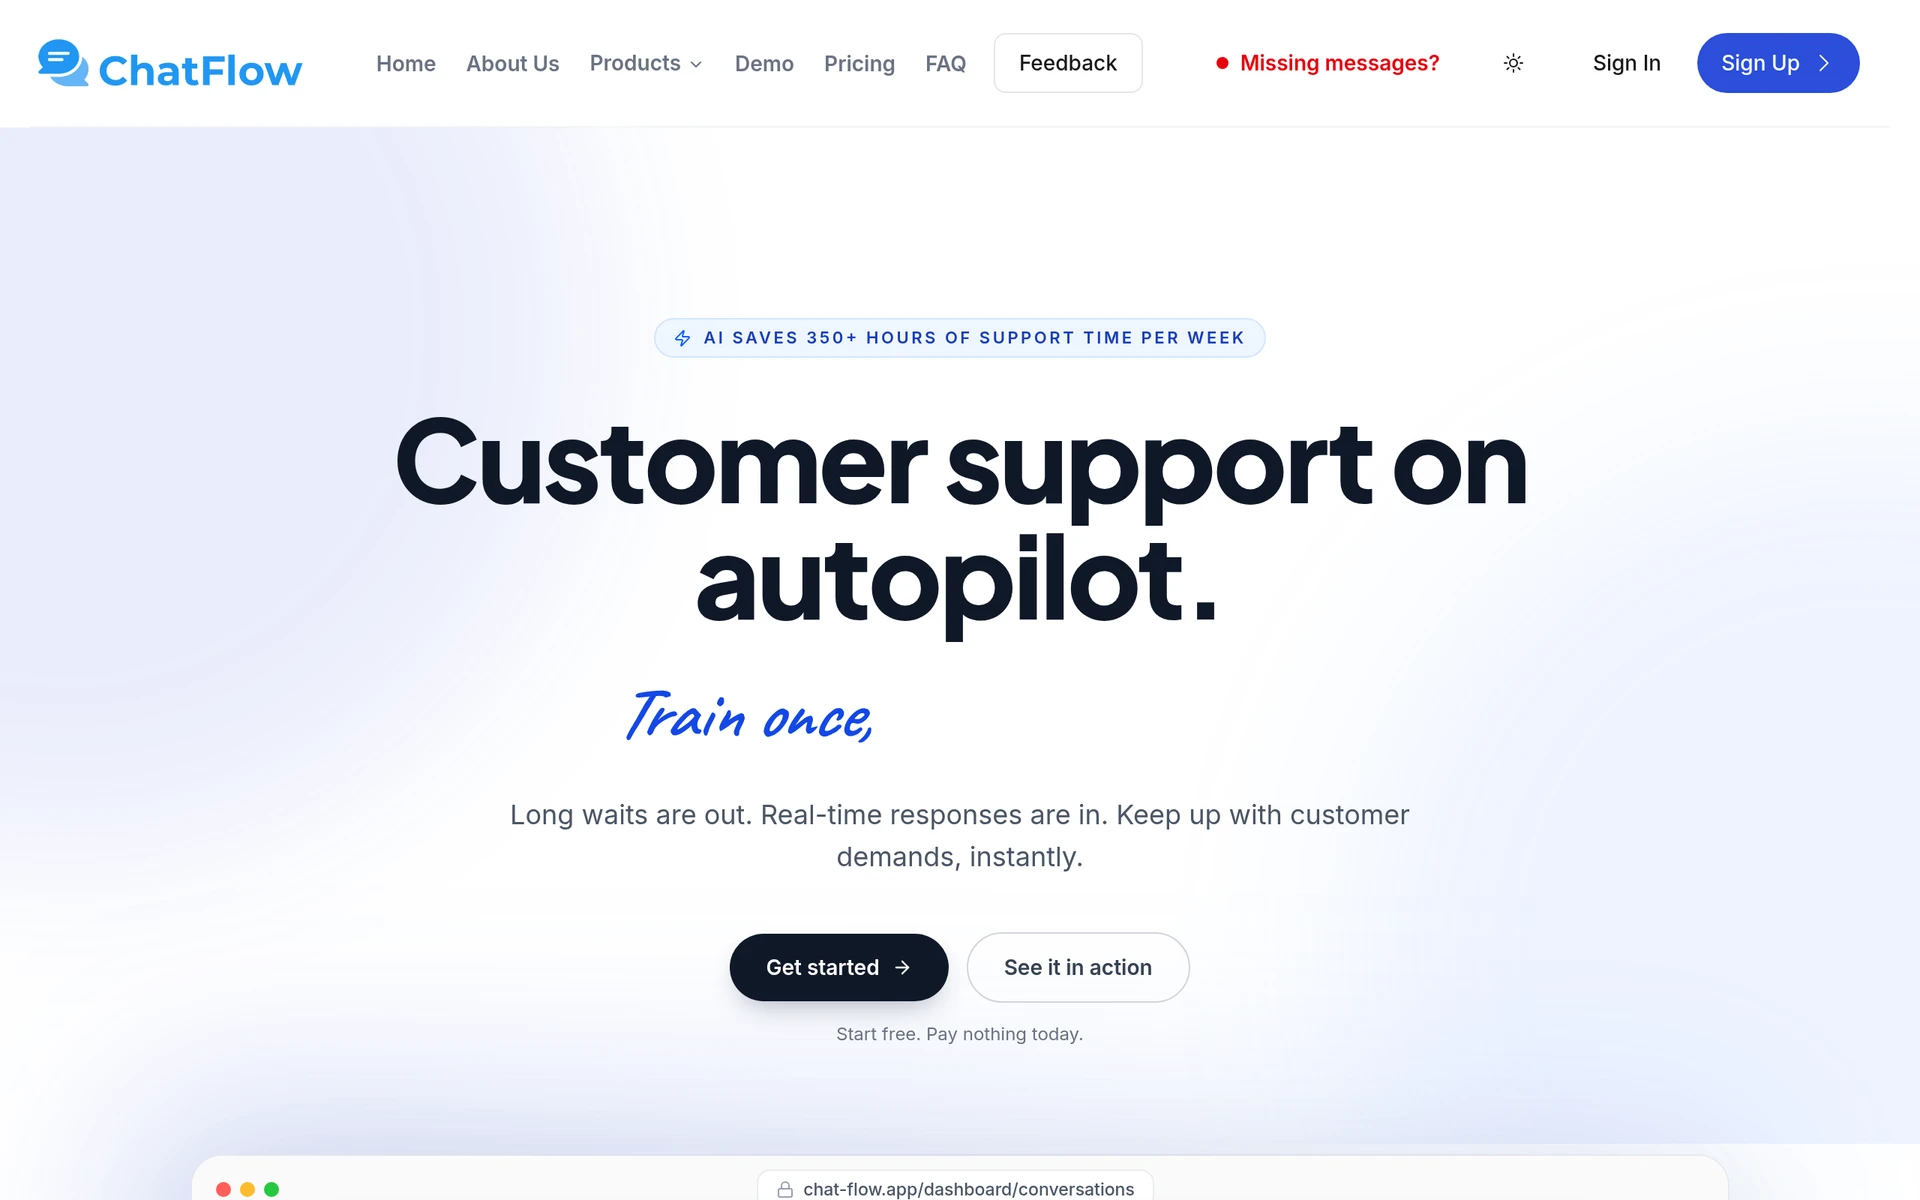 ChatFlow
Home
About Us
Products
Demo
Pricing
FAQ
Feedback
Missing messages?
Sign In
Sign Up
AI SAVES 350+ HOURS OF SUPPORT TIME PER WEEK
Customer support on
autopilot.
Train once,
Long waits are out. Real-time responses are in. Keep up with customer
demands, instantly.
Get started
See it in action
Start free. Pay nothing today.
chat-flow.app/dashboard/conversations